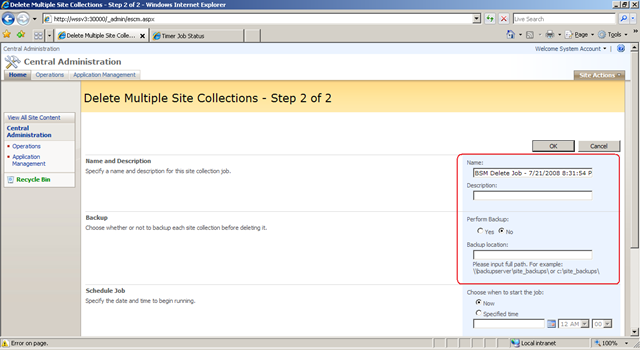 Delete Multiple Site Collections - Step 2 of 2 - Windows Internet Explorer
http://wssv3:30000/_admin/escm.aspx
Live Search
Delete Multiple Site Collections - Step 2 of 2...
Timer Job Status
Page
Tools
Central Administration
Welcome System Account
Central Administration
Home
Operations
Application Management
Site Actions
Delete Multiple Site Collections - Step 2 of 2
View All Site Content
Central
Administration
Operations
Application
Management
Recycle Bin
OK
Cancel
Name and Description
Specify a name and description for this site collection job.
Name:
BSM Delete Job - 7/21/2008 8:31:54 P
Description:
Backup
Choose whether or not to backup each site collection before deleting it.
Perform Backup:
Yes
No
Backup location:
Please input full path. For example:
\\backupserver\site_backups\ or c:\site_backups\
Schedule Job
Specify the date and time to begin running.
Choose when to start the job:
Now
Specified time
12 AM
00
Error on page.
Local intranet
100%